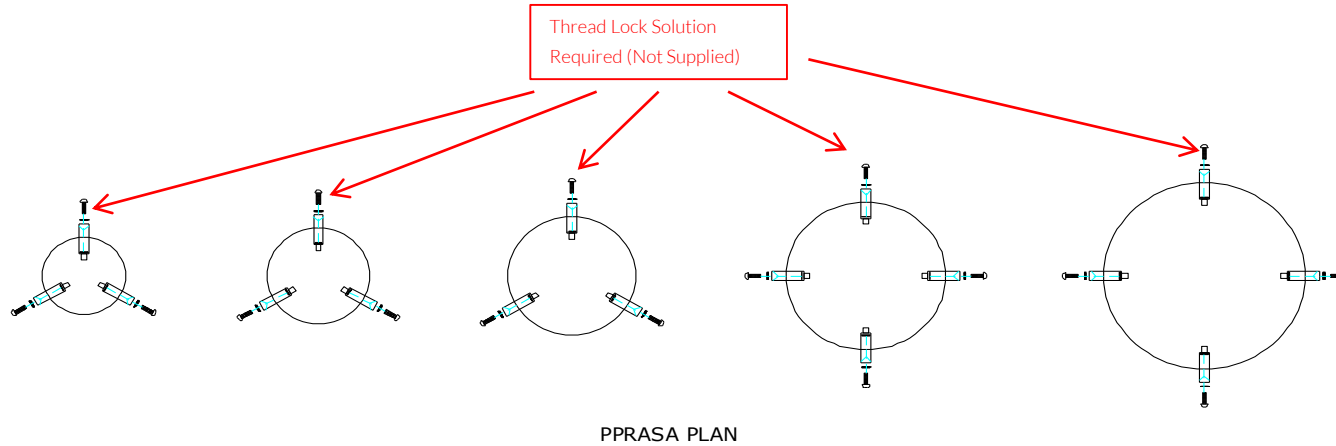 Thread Lock Solution
Required (Not Supplied)
PPRASA PLAN